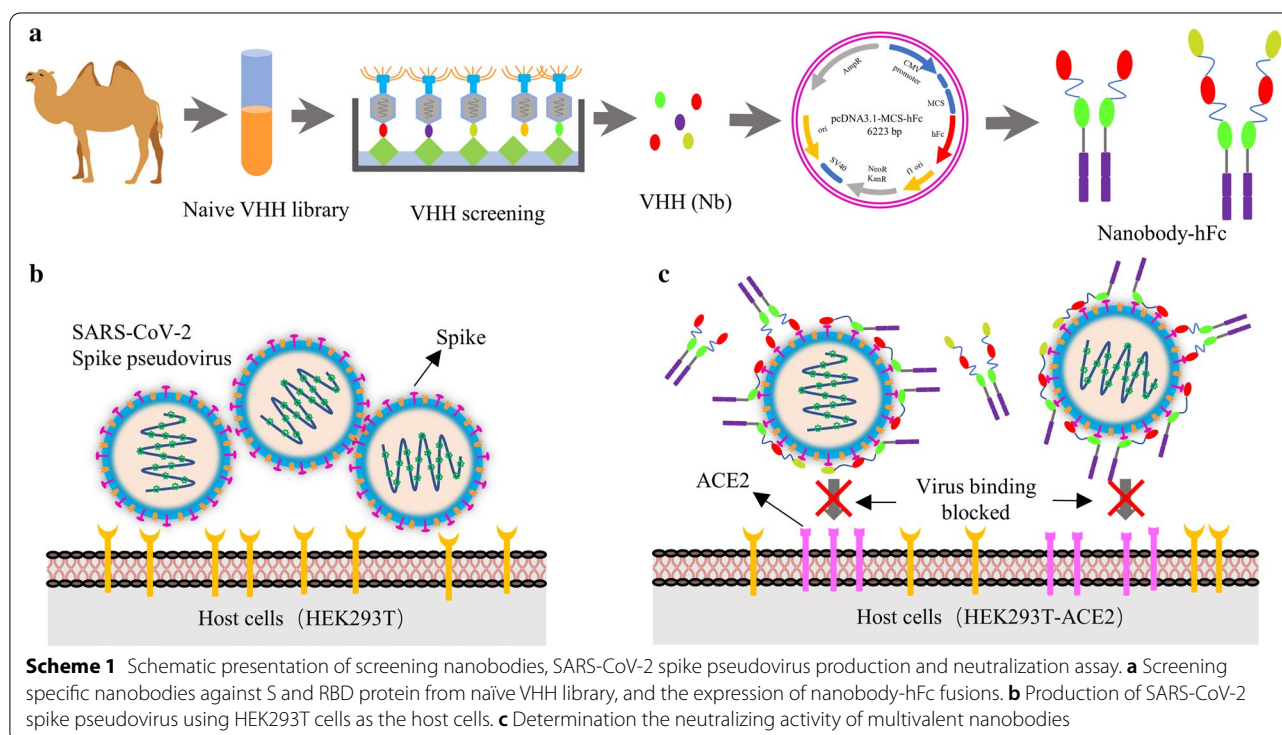 a
Naive VHH library
VHH screening
VHH (Nb)
AmpR
CMV
promoter
MCS
pcDNA3.1-MCS-hFc
6223 bp
hFc
ori
f1 ori
NeoR
KanR
SV40
Nanobody-hFc
b
SARS-CoV-2
Spike pseudovirus
Spike
Host cells（HEK293T）
c
ACE2
Virus binding
blocked
Host cells（HEK293T-ACE2）
Scheme 1 Schematic presentation of screening nanobodies, SARS-CoV-2 spike pseudovirus production and neutralization assay. a Screening
specific nanobodies against S and RBD protein from naïve VHH library, and the expression of nanobody-hFc fusions. b Production of SARS-CoV-2
spike pseudovirus using HEK293T cells as the host cells. c Determination the neutralizing activity of multivalent nanobodies